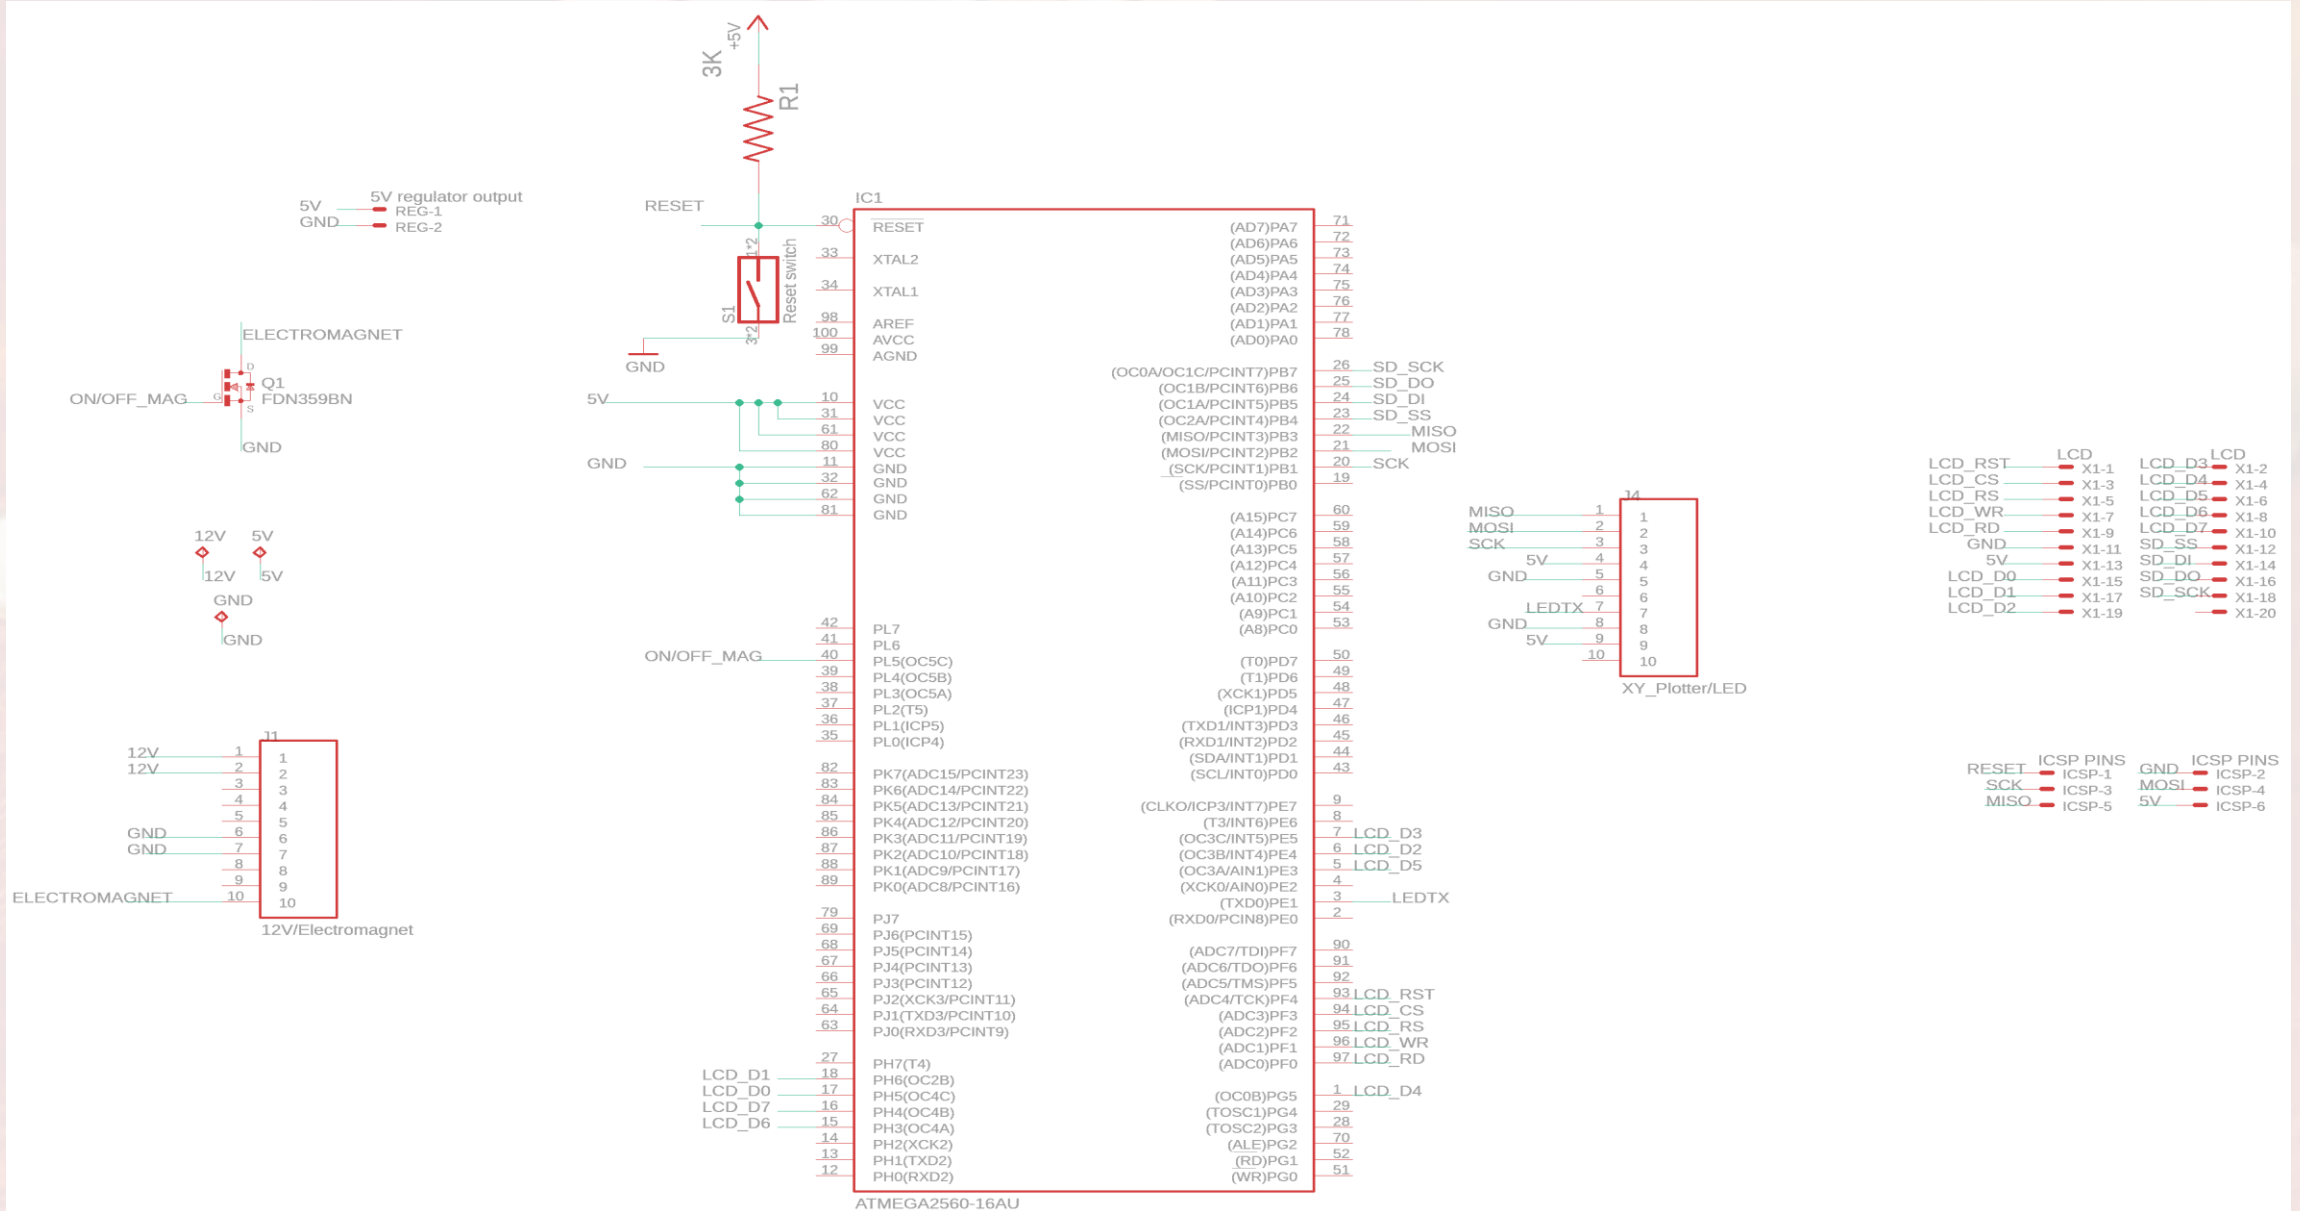 +5V
3K
R1
5V regulator output
5V REG-1
GND REG-2
RESET
1*2
S1
Reset switch
3*2
GND
ELECTROMAGNET
D
Q1
ON/OFF_MAG G FDN359BN
S
GND
12V 5V
12V 5V
GND
GND
J1
12V 1 1
12V 2 2
3 3
4 4
5 5
GND 6 6
GND 7 7
8 8
9 9
ELECTROMAGNET 10 10
12V/Electromagnet
IC1
30 RESET
33 XTAL2
34 XTAL1
98 AREF
100 AVCC
99 AGND
5V 10 VCC
31 VCC
61 VCC
80 VCC
GND 11 GND
32 GND
62 GND
81 GND
42 PL7
41 PL6
ON/OFF_MAG 40 PL5(OC5C)
39 PL4(OC5B)
38 PL3(OC5A)
37 PL2(T5)
36 PL1(ICP5)
35 PL0(ICP4)
82 PK7(ADC15/PCINT23)
83 PK6(ADC14/PCINT22)
84 PK5(ADC13/PCINT21)
85 PK4(ADC12/PCINT20)
86 PK3(ADC11/PCINT19)
87 PK2(ADC10/PCINT18)
88 PK1(ADC9/PCINT17)
89 PK0(ADC8/PCINT16)
79 PJ7
69 PJ6(PCINT15)
68 PJ5(PCINT14)
67 PJ4(PCINT13)
66 PJ3(PCINT12)
65 PJ2(XCK3/PCINT11)
64 PJ1(TXD3/PCINT10)
63 PJ0(RXD3/PCINT9)
27 PH7(T4)
LCD_D1 18 PH6(OC2B)
LCD_D0 17 PH5(OC4C)
LCD_D7 16 PH4(OC4B)
LCD_D6 15 PH3(OC4A)
14 PH2(XCK2)
13 PH1(TXD2)
12 PH0(RXD2)
(AD7)PA7 71
(AD6)PA6 72
(AD5)PA5 73
(AD4)PA4 74
(AD3)PA3 75
(AD2)PA2 76
(AD1)PA1 77
(AD0)PA0 78
(OC0A/OC1C/PCINT7)PB7 26 SD_SCK
(OC1B/PCINT6)PB6 25 SD_DO
(OC1A/PCINT5)PB5 24 SD_DI
(OC2A/PCINT4)PB4 23 SD_SS
(MISO/PCINT3)PB3 22 MISO
(MOSI/PCINT2)PB2 21 MOSI
(SCK/PCINT1)PB1 20 SCK
(SS/PCINT0)PB0 19
(A15)PC7 60
(A14)PC6 59
(A13)PC5 58
(A12)PC4 57
(A11)PC3 56
(A10)PC2 55
(A9)PC1 54
(A8)PC0 53
(T0)PD7 50
(T1)PD6 49
(XCK1)PD5 48
(ICP1)PD4 47
(TXD1/INT3)PD3 46
(RXD1/INT2)PD2 45
(SDA/INT1)PD1 44
(SCL/INT0)PD0 43
(CLKO/ICP3/INT7)PE7 9
(T3/INT6)PE6 8
(OC3C/INT5)PE5 7 LCD_D3
(OC3B/INT4)PE4 6 LCD_D2
(OC3A/AIN1)PE3 5 LCD_D5
(XCK0/AIN0)PE2 4
(TXD0)PE1 3 LEDTX
(RXD0/PCIN8)PE0 2
(ADC7/TDI)PF7 90
(ADC6/TDO)PF6 91
(ADC5/TMS)PF5 92
(ADC4/TCK)PF4 93 LCD_RST
(ADC3)PF3 94 LCD_CS
(ADC2)PF2 95 LCD_RS
(ADC1)PF1 96 LCD_WR
(ADC0)PF0 97 LCD_RD
(OC0B)PG5 1 LCD_D4
(TOSC1)PG4 29
(TOSC2)PG3 28
(ALE)PG2 70
(RD)PG1 52
(WR)PG0 51
ATMEGA2560-16AU
J4
MISO 1 1
MOSI 2 2
SCK 3 3
5V 4 4
GND 5 5
6 6
LEDTX 7 7
GND 8 8
5V 9 9
10 10
XY_Plotter/LED
LCD LCD
LCD_RST X1-1 LCD_D3 X1-2
LCD_CS X1-3 LCD_D4 X1-4
LCD_RS X1-5 LCD_D5 X1-6
LCD_WR X1-7 LCD_D6 X1-8
LCD_RD X1-9 LCD_D7 X1-10
GND X1-11 SD_SS X1-12
5V X1-13 SD_DI X1-14
LCD_D0 X1-15 SD_DO X1-16
LCD_D1 X1-17 SD_SCK X1-18
LCD_D2 X1-19 X1-20
ICSP PINS ICSP PINS
RESET ICSP-1 GND ICSP-2
SCK ICSP-3 MOSI ICSP-4
MISO ICSP-5 5V ICSP-6